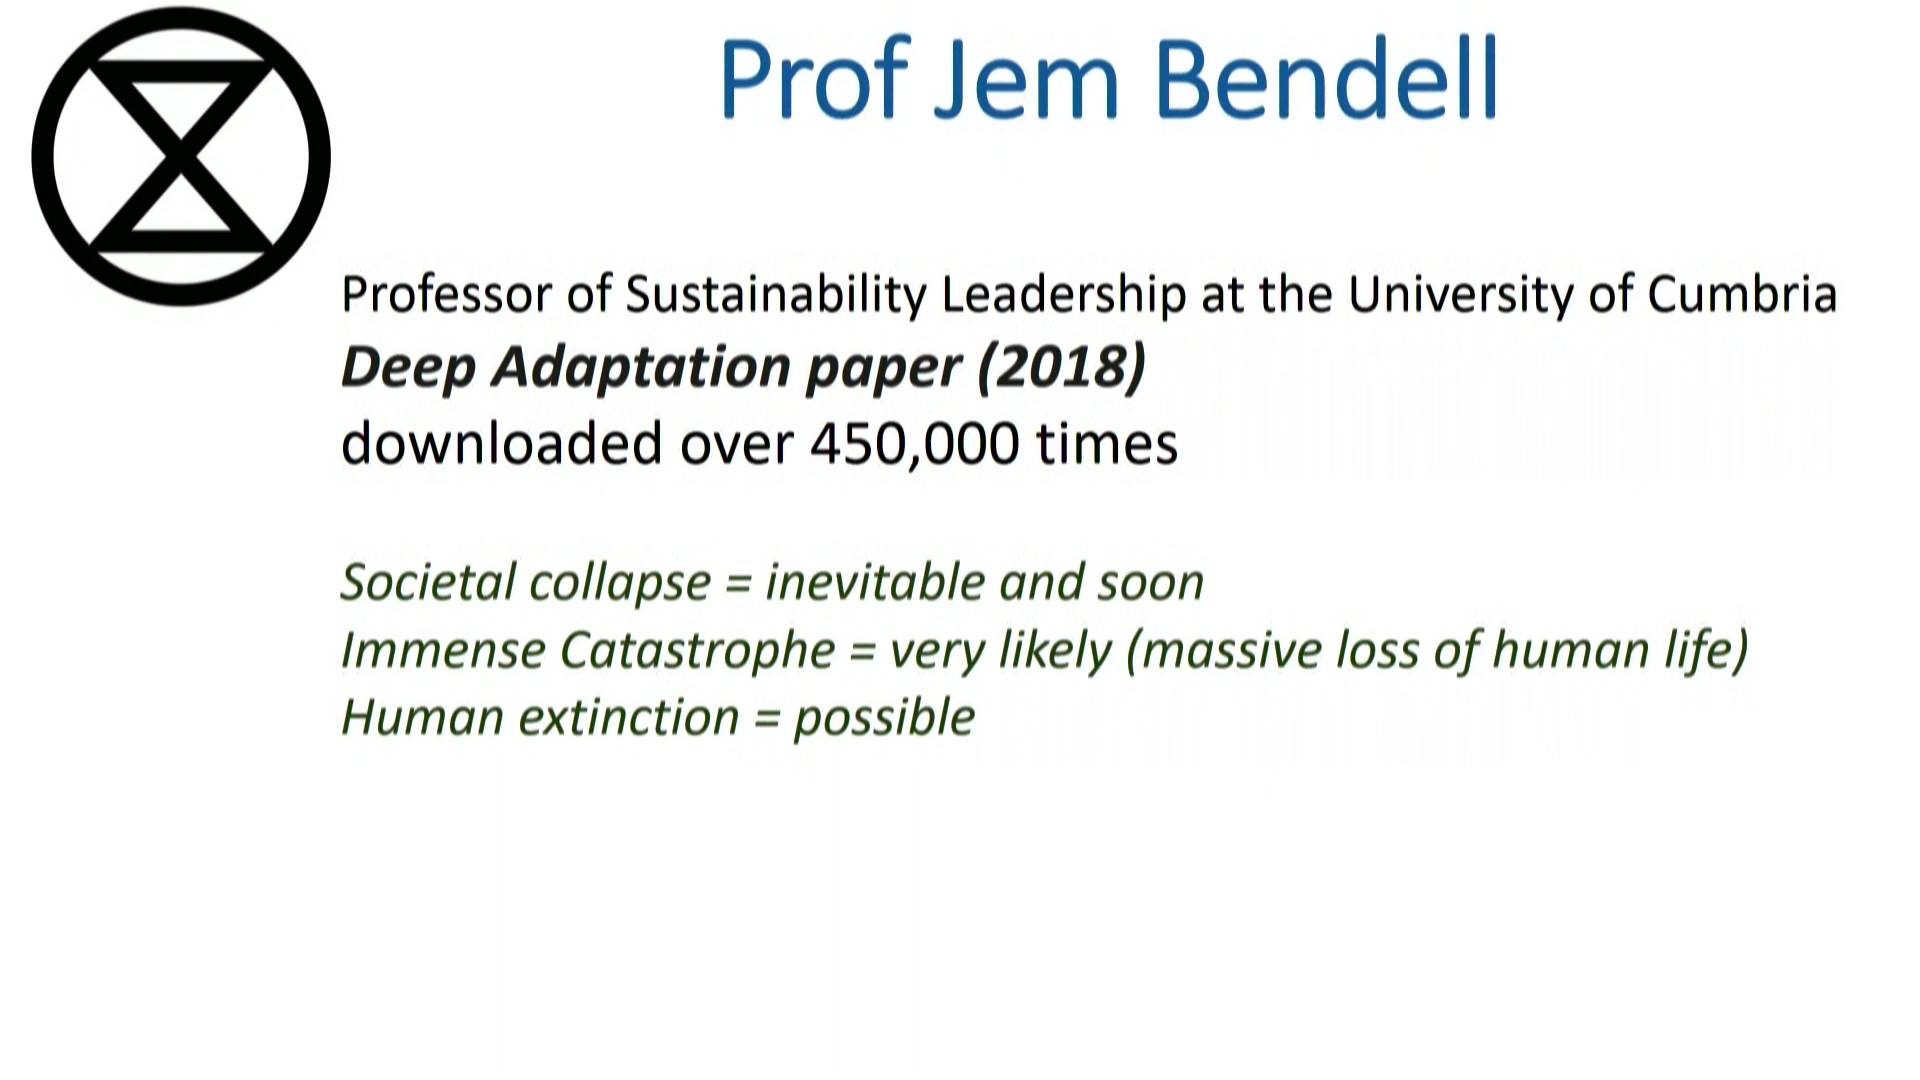 Prof Jem Bendell
Professor of Sustainability Leadership at the University of Cumbria
Deep Adaptation paper (2018)
downloaded over 450,000 times
Societal collapse = inevitable and soon
Immense Catastrophe = very likely (massive loss of human life)
Human extinction = possible